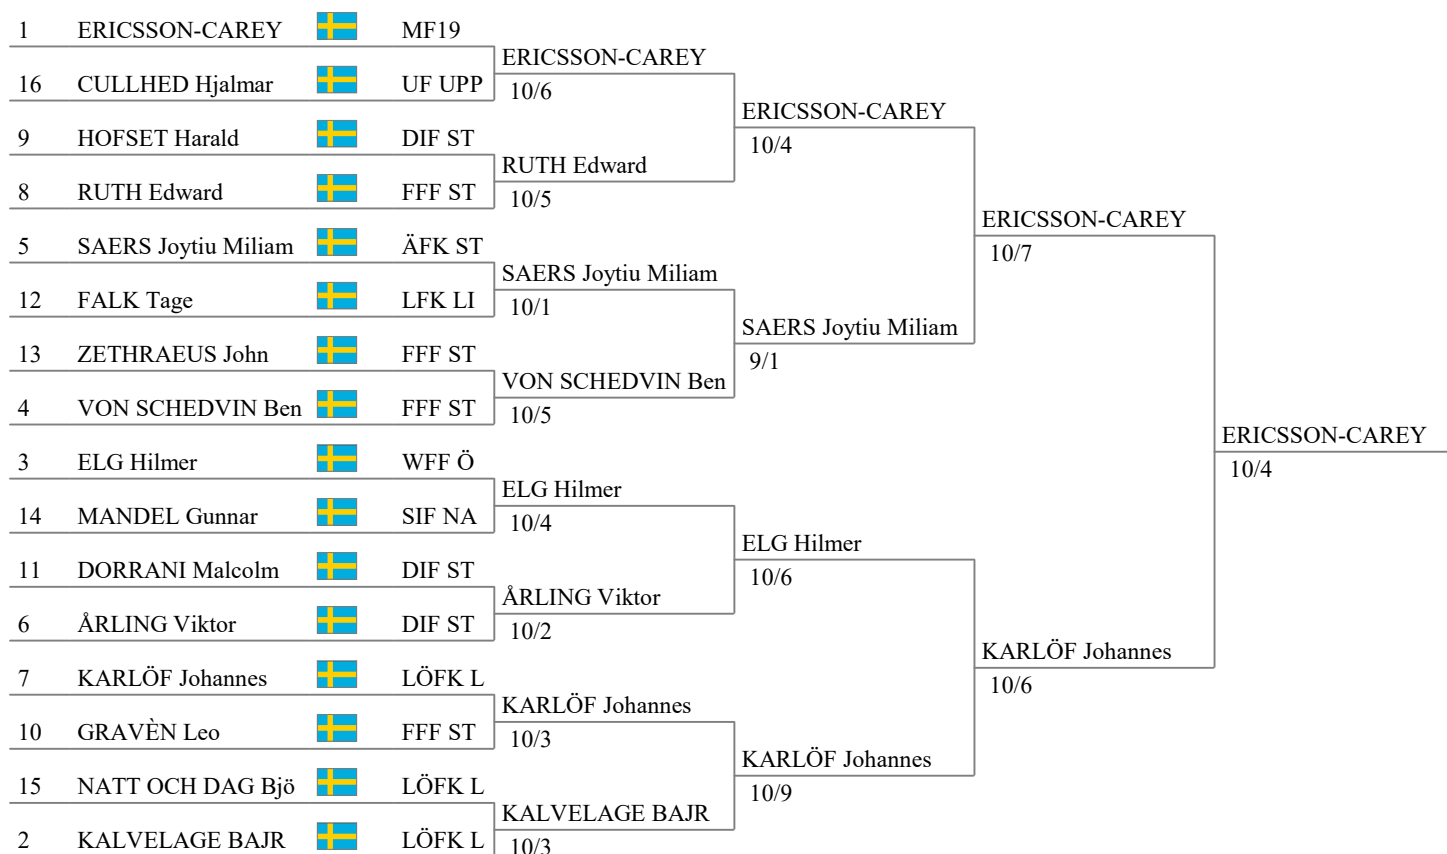 1 ERICSSON-CAREY MF19
16 CULLHED Hjalmar UF UPP
9 HOFSET Harald DIF ST
8 RUTH Edward FFF ST
5 SAERS Joytiu Miliam ÄFK ST
12 FALK Tage LFK LI
13 ZETHRAEUS John FFF ST
4 VON SCHEDVIN Ben FFF ST
3 ELG Hilmer WFF Ö
14 MANDEL Gunnar SIF NA
11 DORRANI Malcolm DIF ST
6 ÅRLING Viktor DIF ST
7 KARLÖF Johannes LÖFK L
10 GRAVÈN Leo FFF ST
15 NATT OCH DAG Bjö LÖFK L
2 KALVELAGE BAJR LÖFK L
ERICSSON-CAREY
10/6
RUTH Edward
10/5
SAERS Joytiu Miliam
10/1
VON SCHEDVIN Ben
10/5
ELG Hilmer
10/4
ÅRLING Viktor
10/2
KARLÖF Johannes
10/3
KALVELAGE BAJR
10/3
ERICSSON-CAREY
10/4
SAERS Joytiu Miliam
9/1
ELG Hilmer
10/6
KARLÖF Johannes
10/9
ERICSSON-CAREY
10/7
KARLÖF Johannes
10/6
ERICSSON-CAREY
10/4